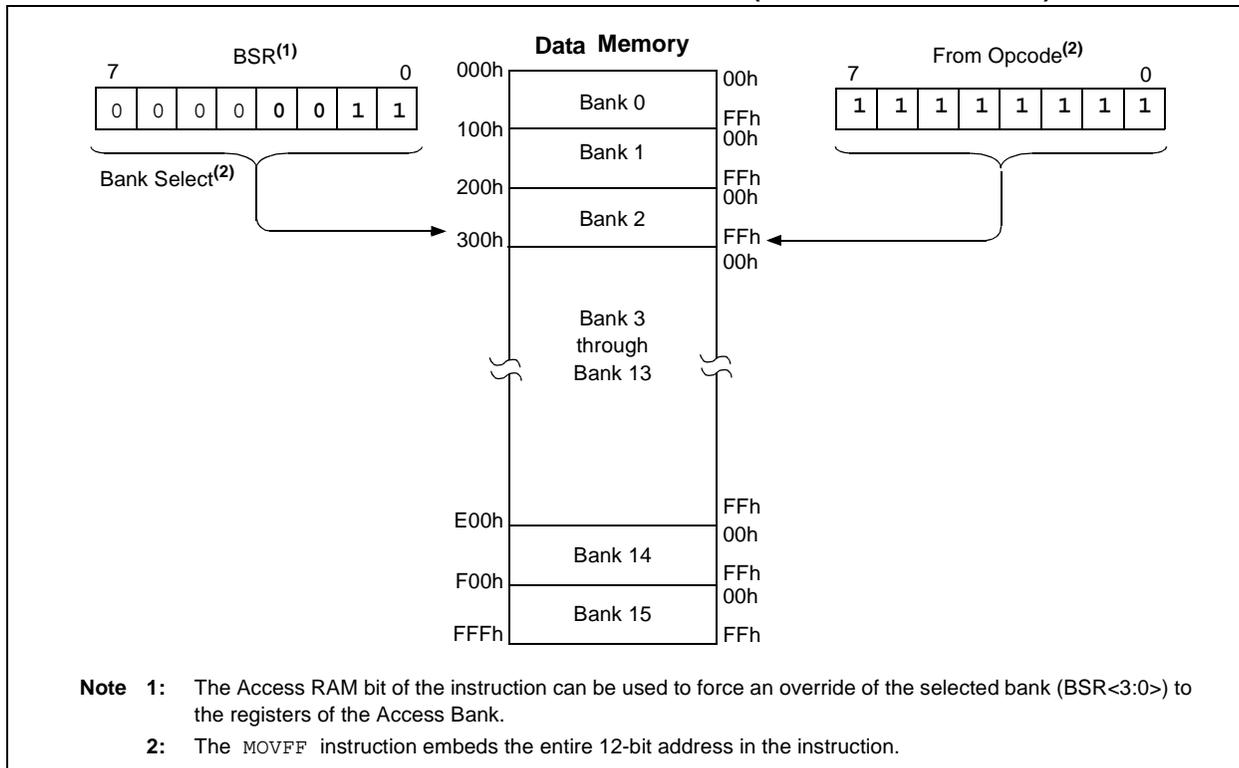 Data Memory
BSR(1)
7 0
0 0 0 0 0 0 1 1
Bank Select(2)
From Opcode(2)
7 0
1 1 1 1 1 1 1 1
000h
00h
Bank 0
FFh
100h
00h
Bank 1
FFh
200h
00h
Bank 2
FFh
300h
00h
Bank 3
through
Bank 13
FFh
E00h
00h
Bank 14
FFh
F00h
00h
Bank 15
FFFh
FFh
Note 1: The Access RAM bit of the instruction can be used to force an override of the selected bank (BSR<3:0>) to
the registers of the Access Bank.
2: The MOVFF instruction embeds the entire 12-bit address in the instruction.